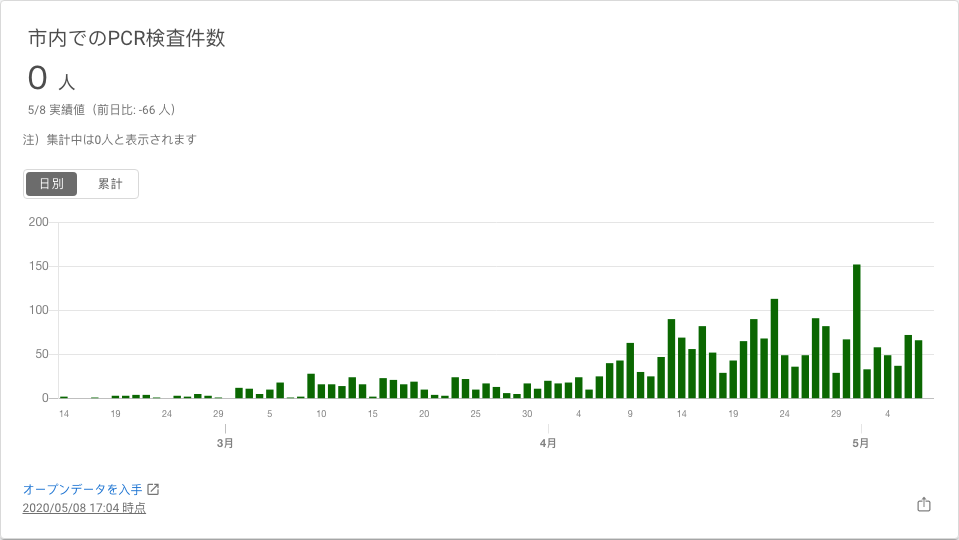 市内でのPCR検査件数
0 人
5/8 実績値（前日比: -66 人）
注）集計中は0人と表示されます
日別 累計
200
150
100
50
0
14 19 24 29 5 10 15 20 25 30 4 9 14 19 24 29 4
3月 4月 5月
オープンデータを入手
2020/05/08 17:04 時点